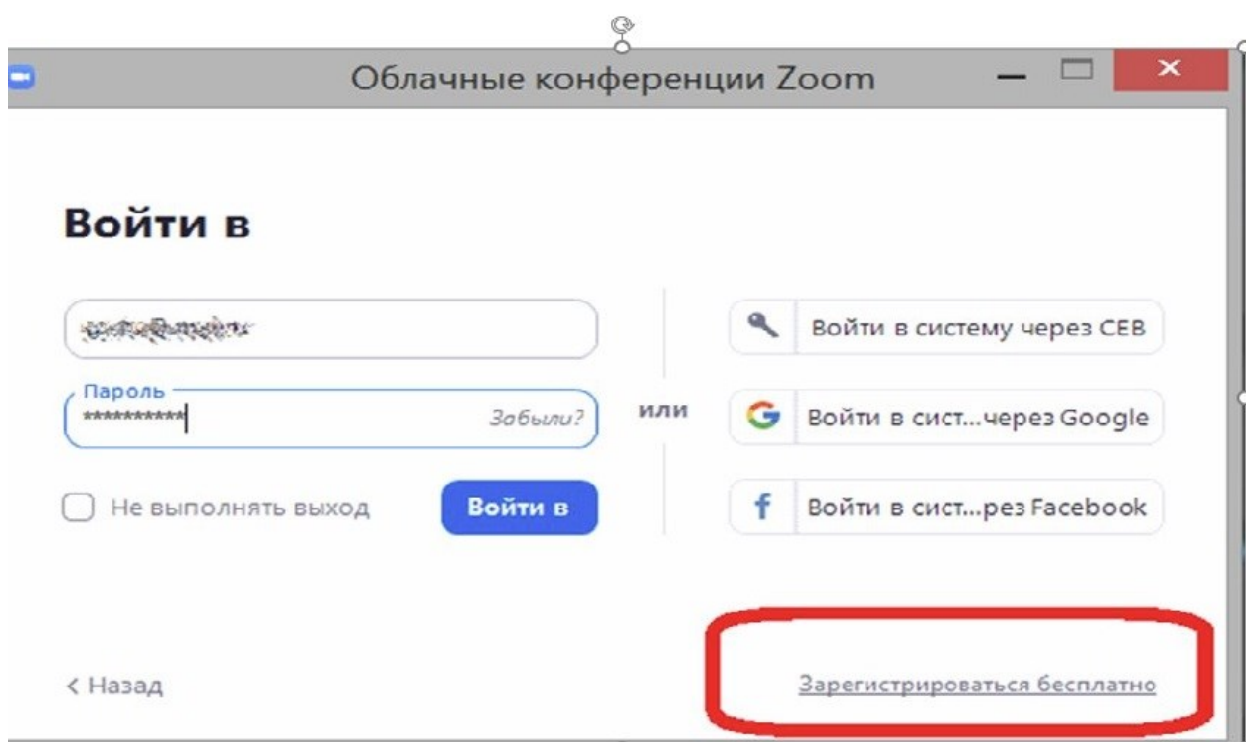 Облачные конференции Zoom
Войти в
Пароль
**********
Забыли?
Не выполнять выход
Войти в
или
Войти в систему через СЕВ
Войти в сист...через Google
Войти в сист...рез Facebook
< Назад
Зарегистрироваться бесплатно